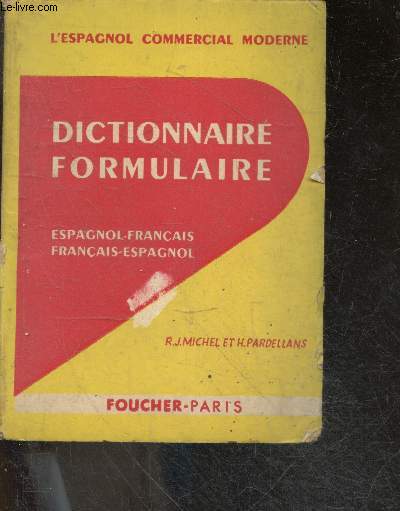 Le-livre.com
L'ESPAGNOL COMMERCIAL MODERNE
DICTIONNAIRE
FORMULAIRE
ESPAGNOL-FRANÇAIS
FRANÇAIS-ESPAGNOL
R.J. MICHEL ET H. PARDELLANS
FOUCHER-PARIS